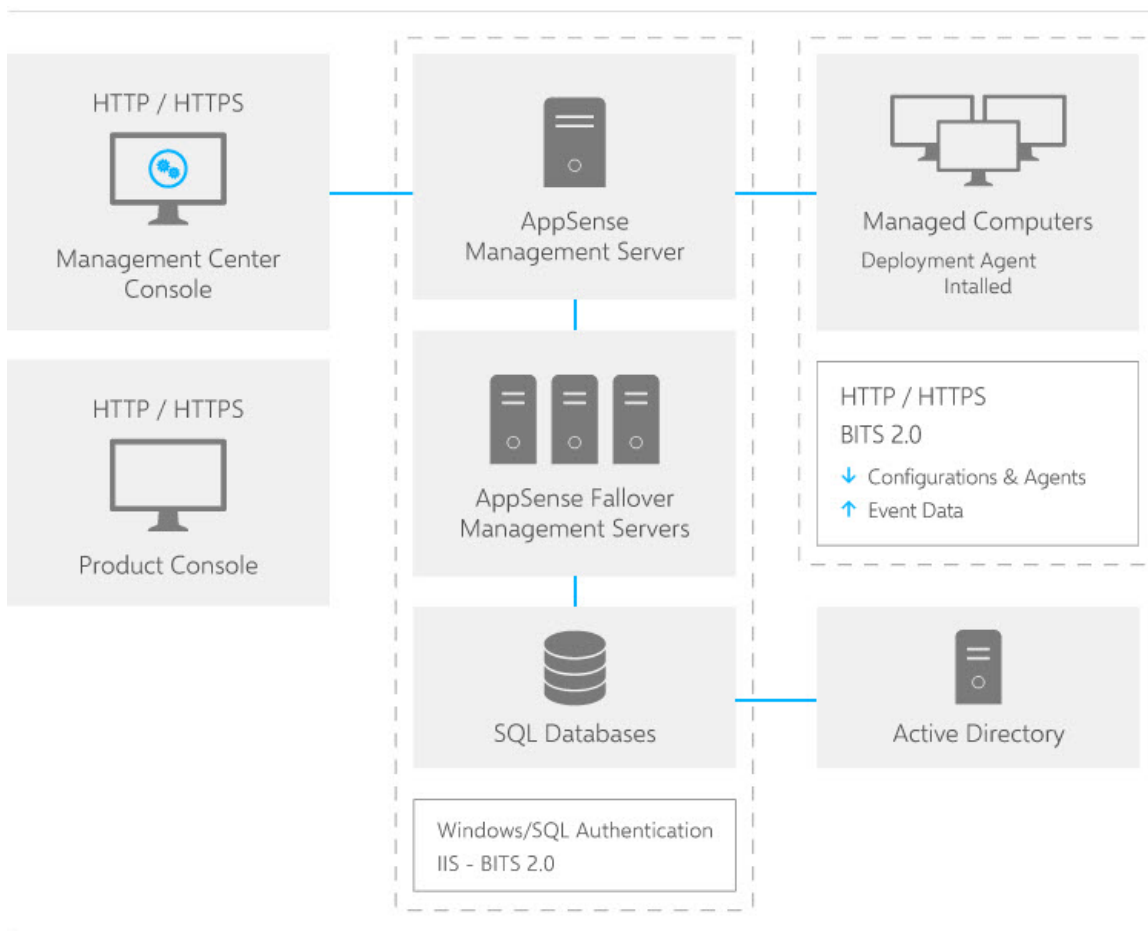 HTTP / HTTPS
Management Center
Console
HTTP / HTTPS
Product Console
AppSense
Management Server
AppSense Fallover
Management Servers
SQL Databases
Windows/SQL Authentication
IIS - BITS 2.0
Managed Computers
Deployment Agent
Intalled
HTTP / HTTPS
BITS 2.0
↓ Configurations & Agents
↑ Event Data
Active Directory